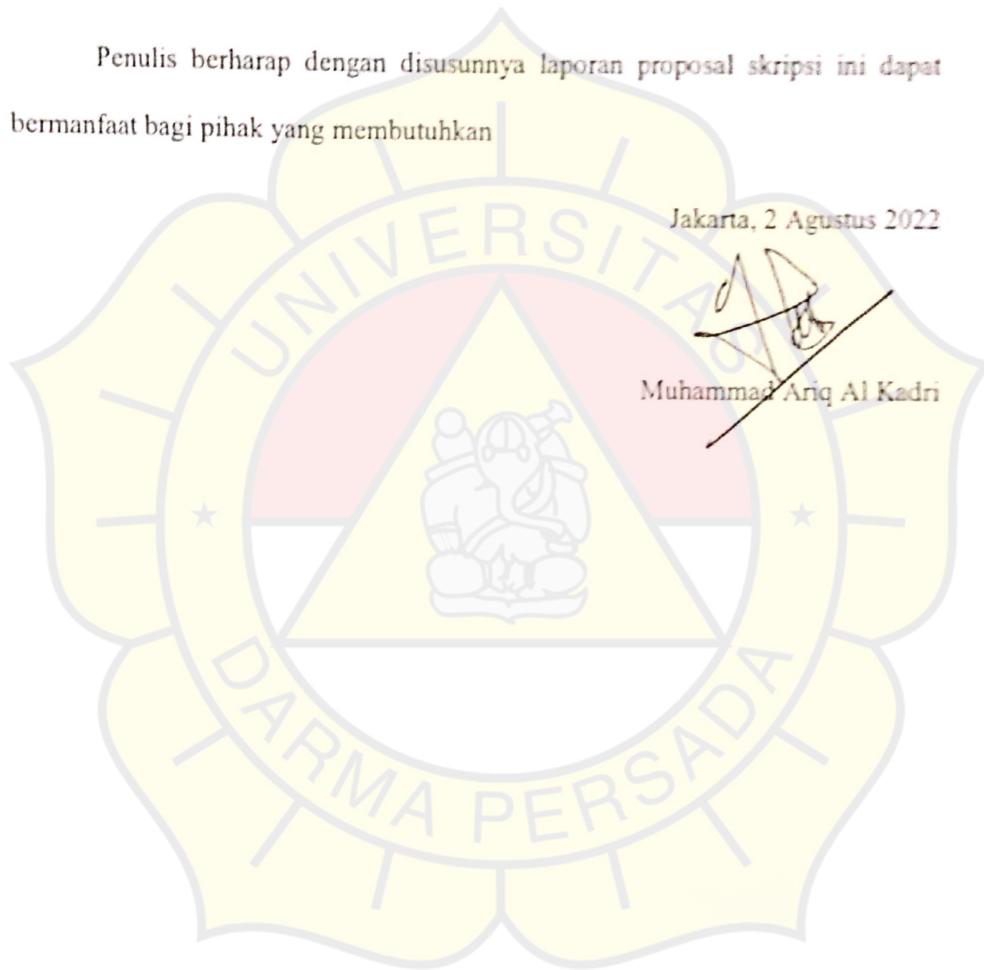 Penulis berharap dengan disusunnya laporan proposal skripsi ini dapat
bermanfaat bagi pihak yang membutuhkan
Jakarta, 2 Agustus 2022
Muhammad Ariq Al Kadri
UNIVERSITAS
DARMA PERSADA